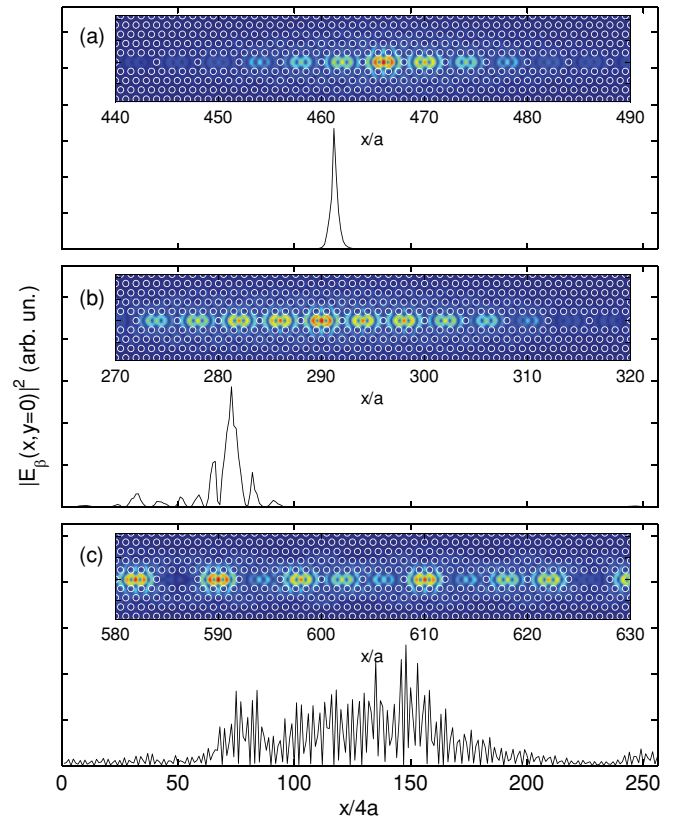 (a)
440 450 460 470 480 490
x/a
(b)
270 280 290 300 310 320
x/a
|E_β(x,y=0)|² (arb. un.)
(c)
580 590 600 610 620 630
x/a
0 50 100 150 200 250
x/4a